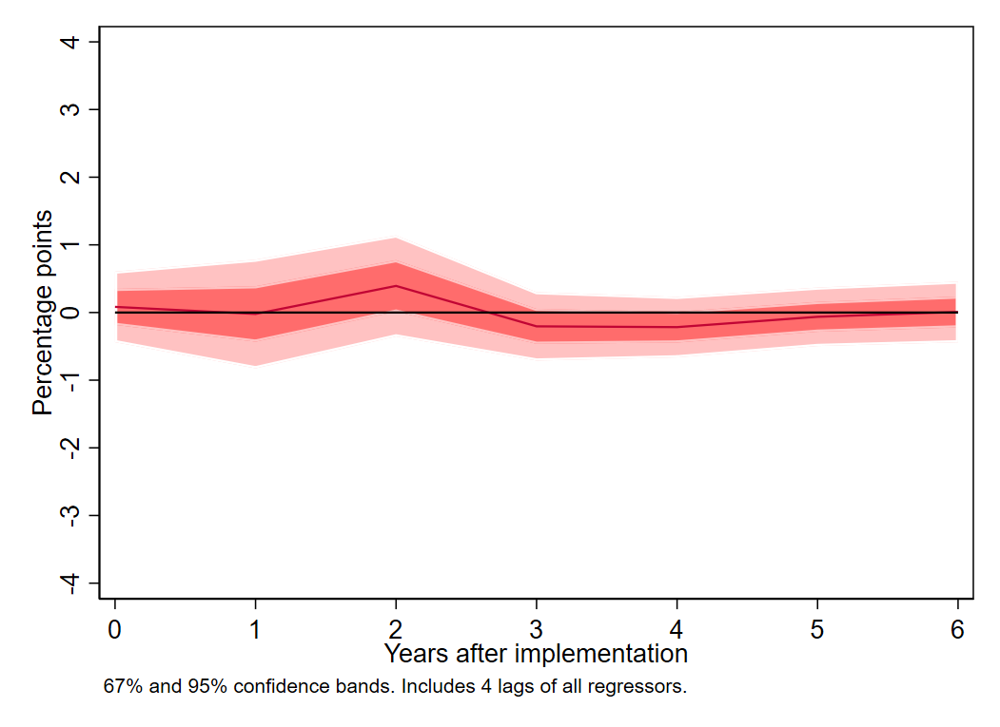 4
3
2
1
0
-1
-2
-3
-4
Percentage points
0 1 2 3 4 5 6
Years after implementation
67% and 95% confidence bands. Includes 4 lags of all regressors.